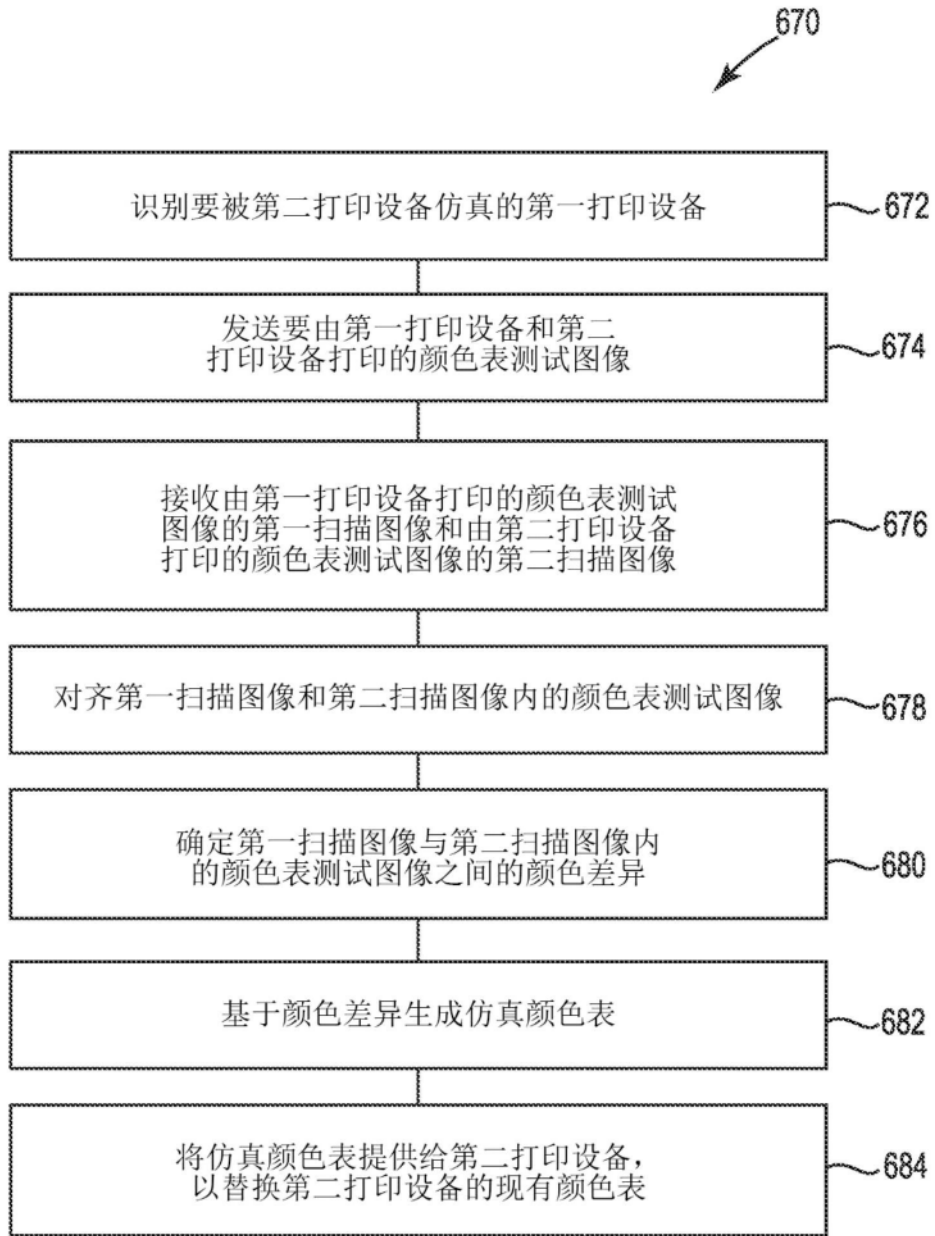 670
识别要被第二打印设备仿真的第一打印设备
672
发送要由第一打印设备和第二
打印设备打印的颜色表测试图像
674
接收由第一打印设备打印的颜色表测试
图像的第一扫描图像和由第二打印设备
打印的颜色表测试图像的第二扫描图像
676
对齐第一扫描图像和第二扫描图像内的颜色表测试图像
678
确定第一扫描图像与第二扫描图像内
的颜色表测试图像之间的颜色差异
680
基于颜色差异生成仿真颜色表
682
将仿真颜色表提供给第二打印设备，
以替换第二打印设备的现有颜色表
684